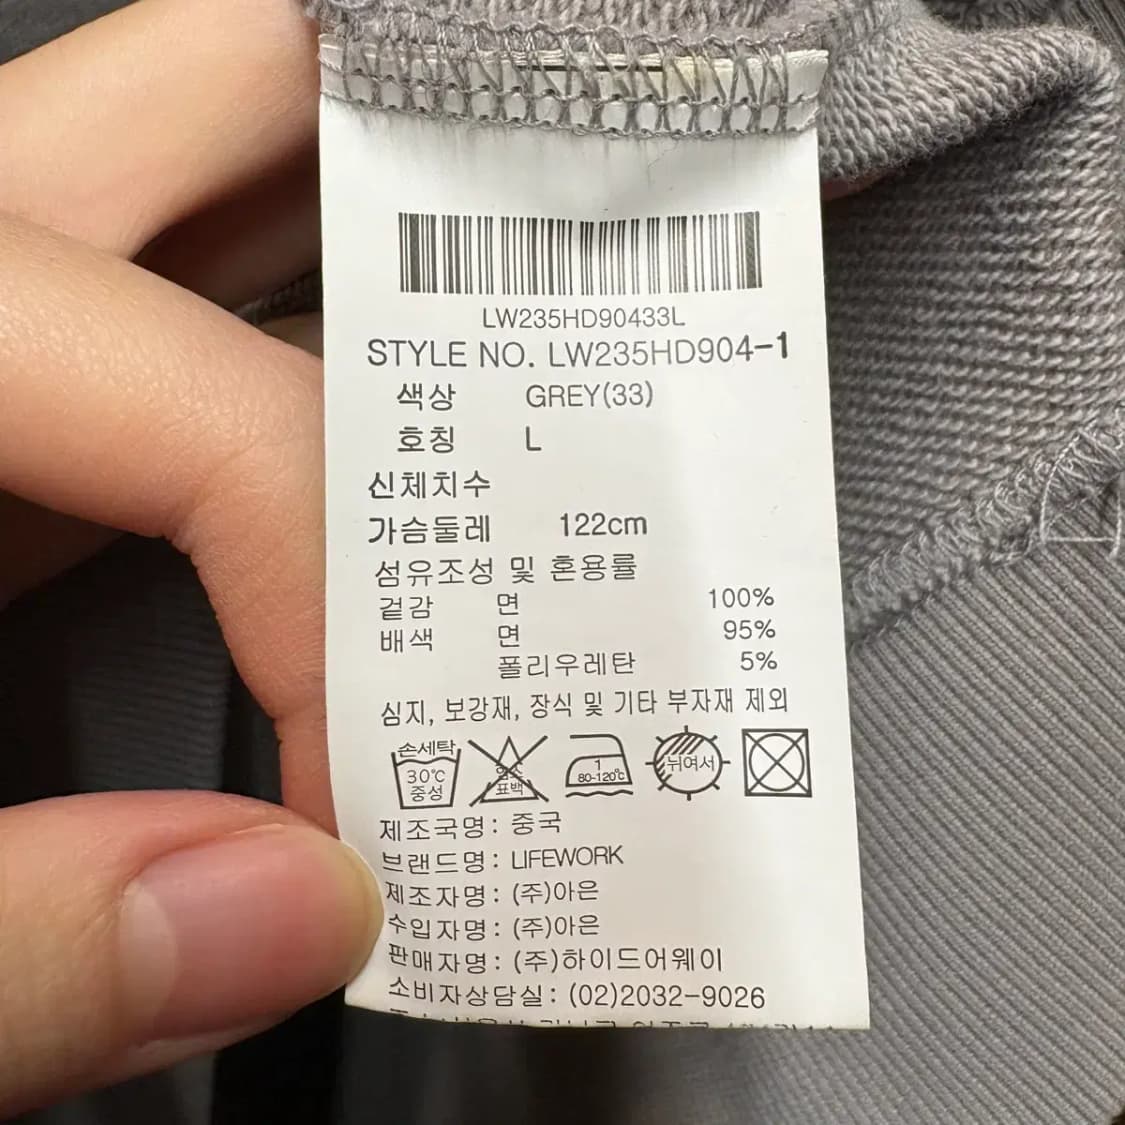 LW235HD90433L
STYLE NO. LW235HD904-1
색상 GREY(33)
호칭 L
신체치수
가슴둘레 122cm
섬유조성 및 혼용률
겉감 면 100%
배색 면 95%
폴리우레탄 5%
심지, 보강재, 장식 및 기타 부자재 제외
손세탁 30℃ 중성
염소 표백
1 80-120℃
뉘여서
제조국명: 중국
브랜드명: LIFEWORK
제조자명: (주)아은
수입자명: (주)아은
판매자명: (주)하이드어웨이
소비자상담실: (02)2032-9026